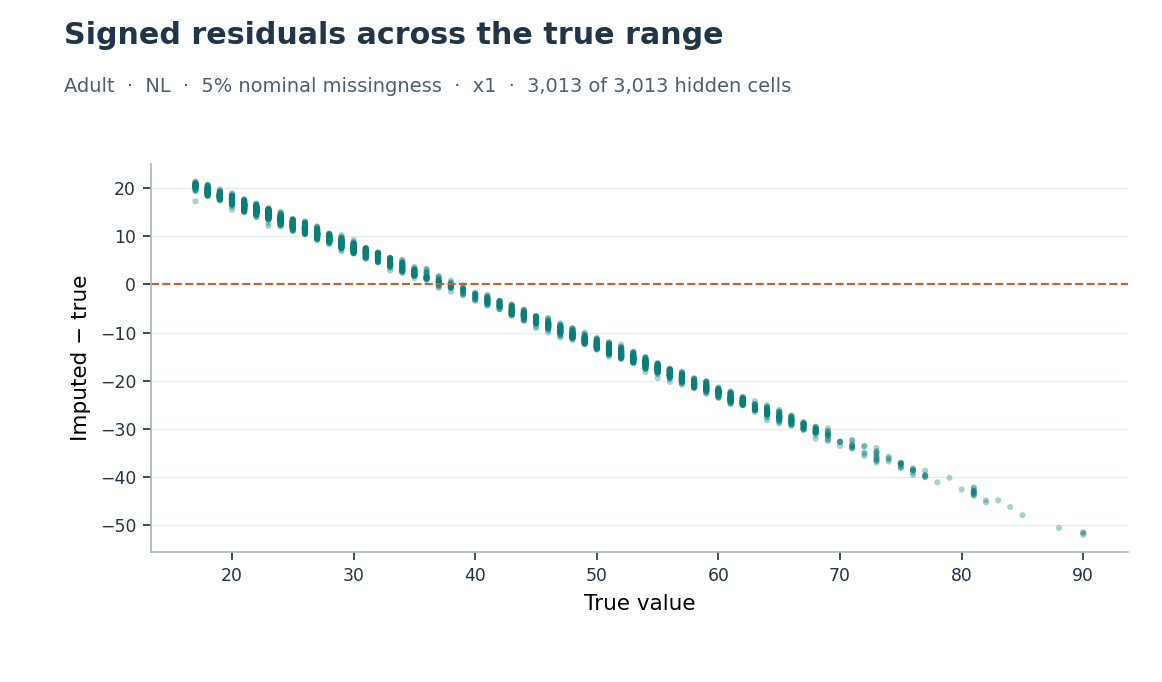 Signed residuals across the true range
Adult · NL · 5% nominal missingness · x1 · 3,013 of 3,013 hidden cells
20
10
0
−10
−20
−30
−40
−50
Imputed − true
20 30 40 50 60 70 80 90
True value